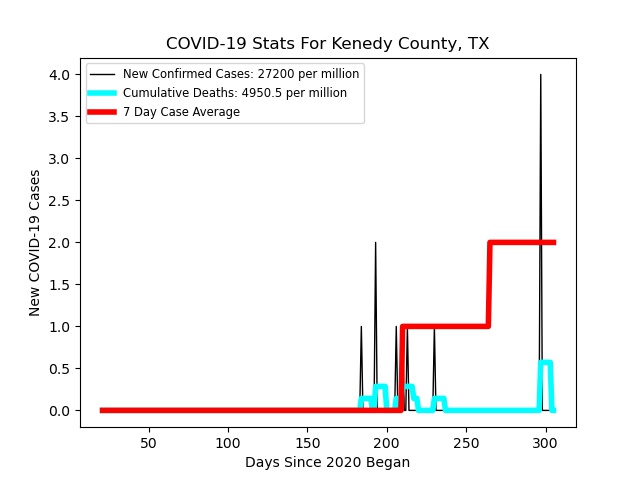 COVID-19 Stats For Kenedy County, TX
New Confirmed Cases: 27200 per million
Cumulative Deaths: 4950.5 per million
7 Day Case Average
4.0
3.5
3.0
2.5
2.0
1.5
1.0
0.5
0.0
New COVID-19 Cases
50 100 150 200 250 300
Days Since 2020 Began